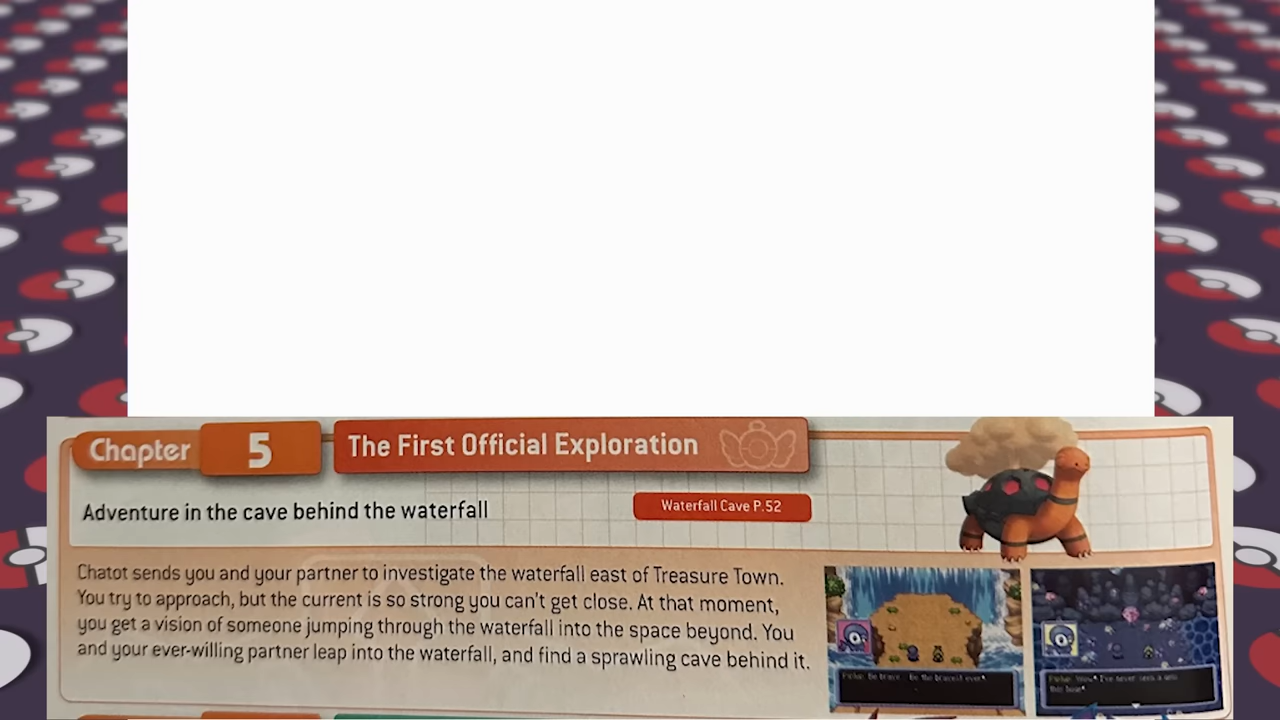 Chapter 5 The First Official Exploration
Adventure in the cave behind the waterfall
Waterfall Cave P.52
Chatot sends you and your partner to investigate the waterfall east of Treasure Town.
You try to approach, but the current is so strong you can't get close. At that moment,
you get a vision of someone jumping through the waterfall into the space beyond. You
and your ever-willing partner leap into the waterfall, and find a sprawling cave behind it.